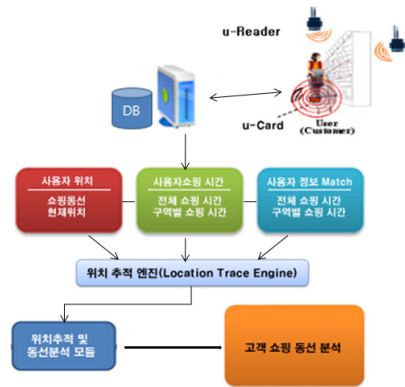 u-Reader
DB
u-Card
User
(Customer)
사용자 위치
쇼핑동선
현재위치
사용자쇼핑 시간
전체 쇼핑 시간
구역별 쇼핑 시간
사용자 정보 Match
전체 쇼핑 시간
구역별 쇼핑 시간
위치 추적 엔진(Location Trace Engine)
위치추적 및
동선분석 모듈
고객 쇼핑 동선 분석